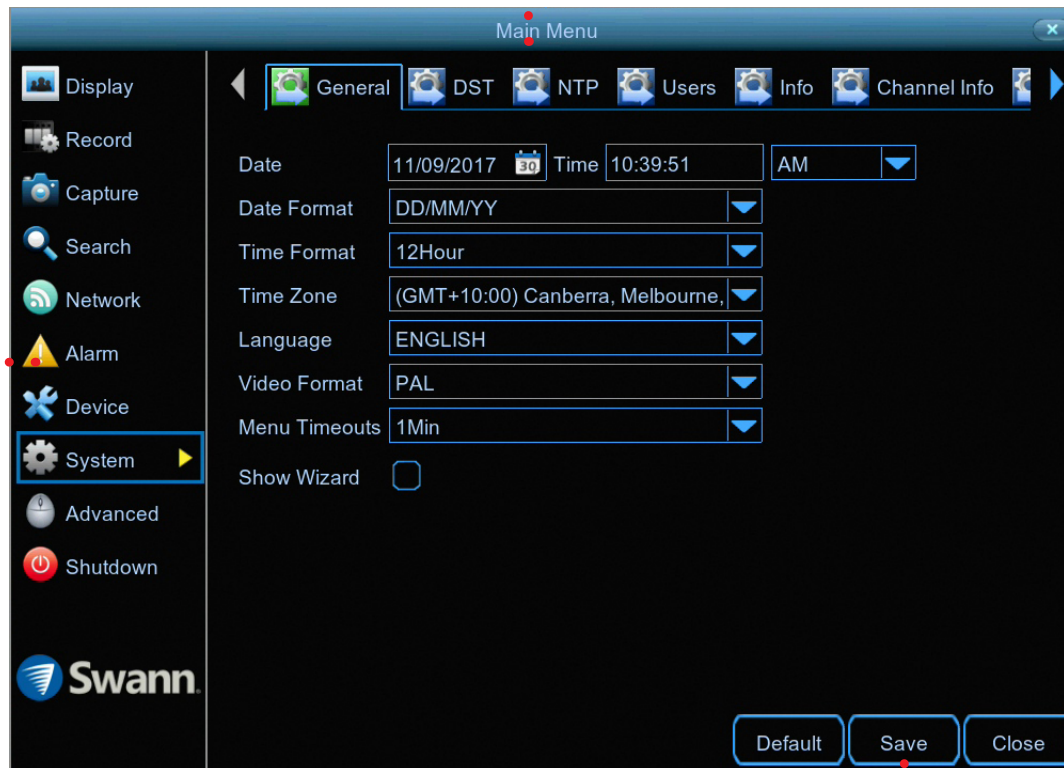 Main Menu
Display
Record
Capture
Search
Network
Alarm
Device
System
Advanced
Shutdown
Swann.
General DST NTP Users Info Channel Info
Date 11/09/2017 30 Time 10:39:51 AM
Date Format DD/MM/YY
Time Format 12Hour
Time Zone (GMT+10:00) Canberra, Melbourne,
Language ENGLISH
Video Format PAL
Menu Timeouts 1Min
Show Wizard
Default Save Close